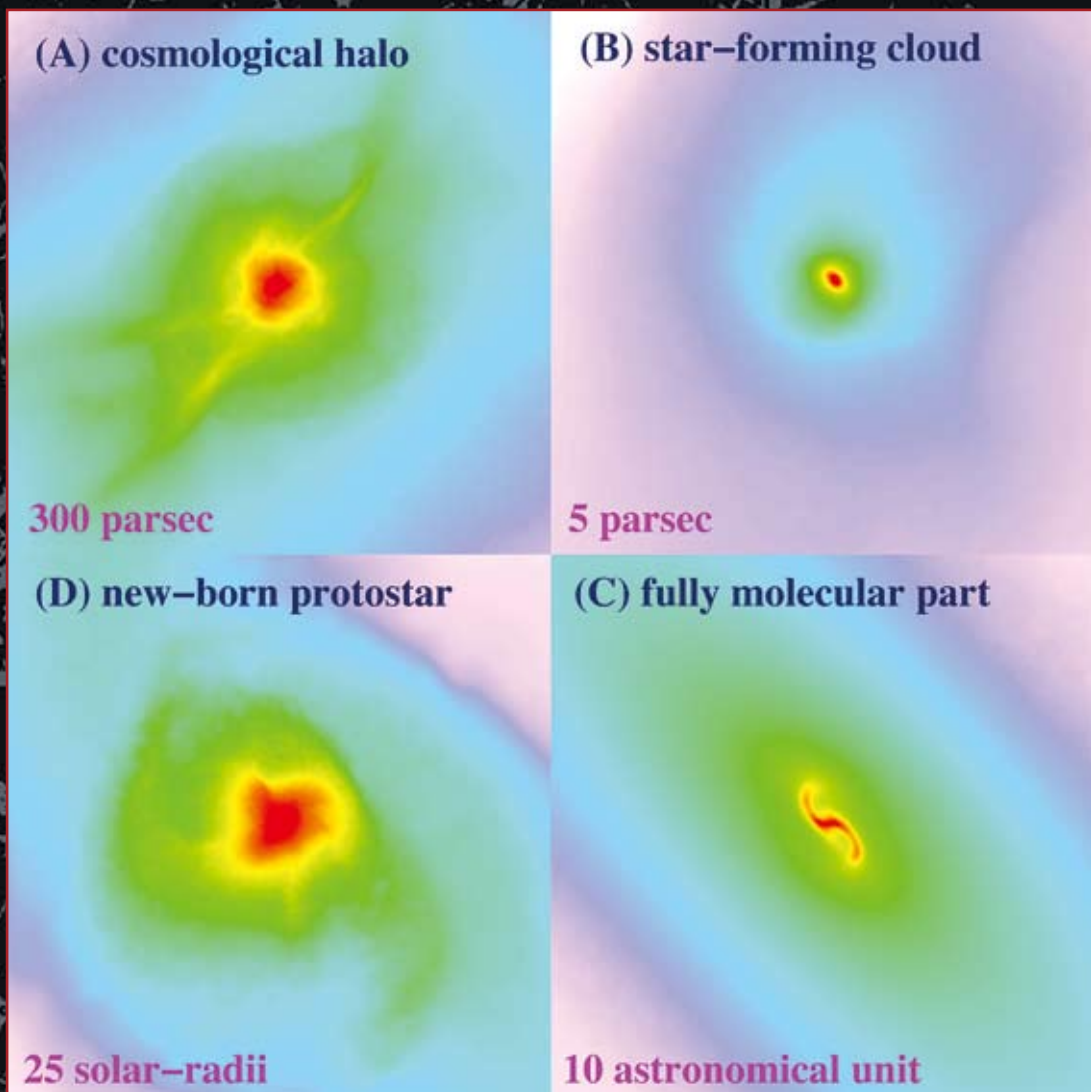 (A) cosmological halo
300 parsec
(B) star–forming cloud
5 parsec
(D) new–born protostar
25 solar–radii
(C) fully molecular part
10 astronomical unit